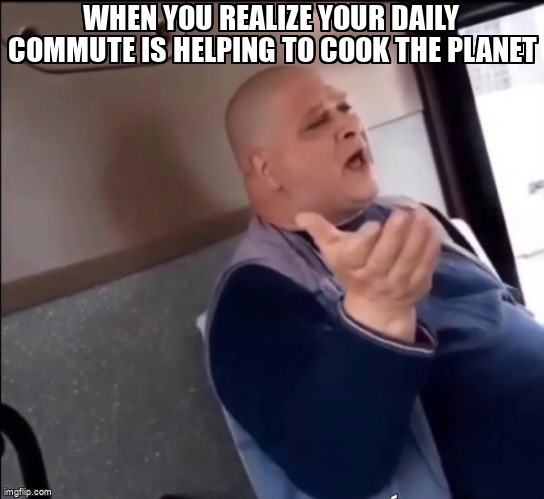 WHEN YOU REALIZE YOUR DAILY
COMMUTE IS HELPING TO COOK THE PLANET
imgflip.com